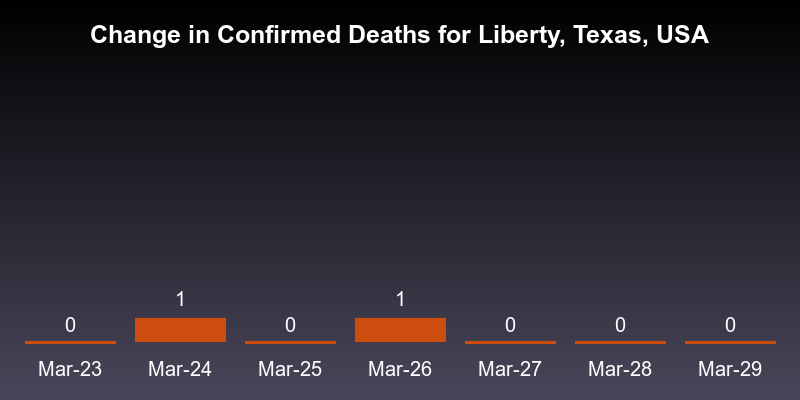 Change in Confirmed Deaths for Liberty, Texas, USA
1 1
0 0 0 0 0
Mar-23 Mar-24 Mar-25 Mar-26 Mar-27 Mar-28 Mar-29